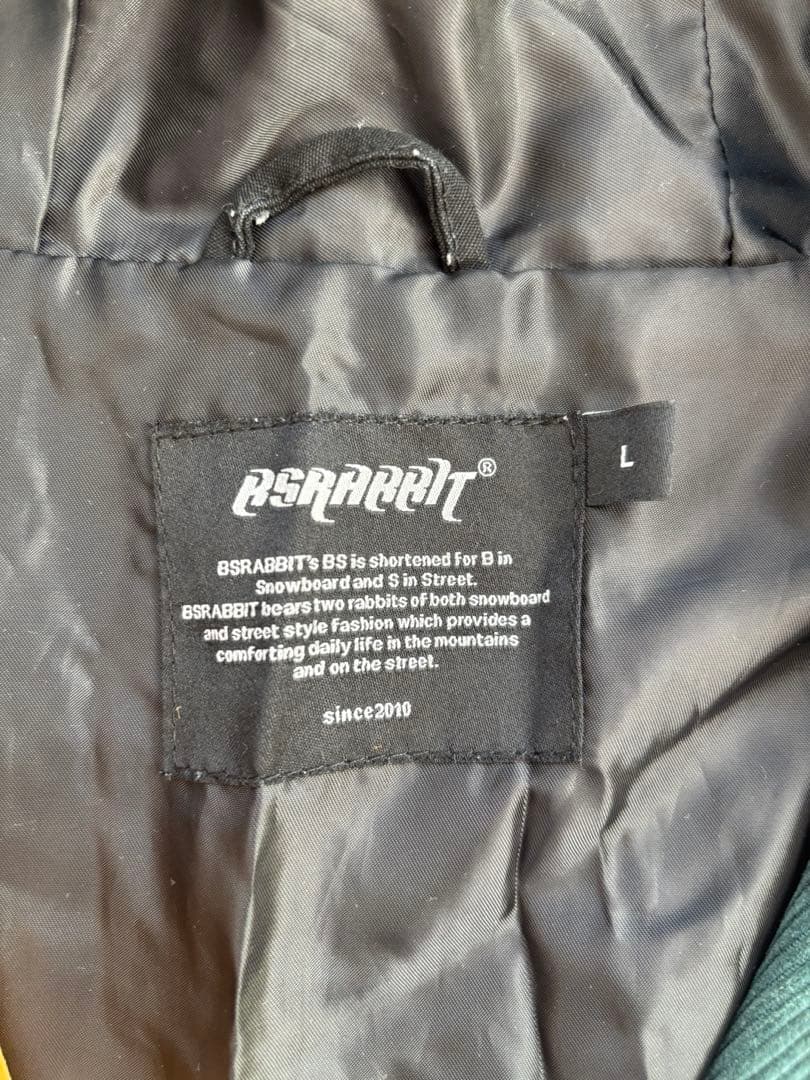 BSRABBIT®
L
BSRABBIT's BS is shortened for B in
Snowboard and S in Street.
BSRABBIT bears two rabbits of both snowboard
and street style fashion which provides a
comforting daily life in the mountains
and on the street.
since2010